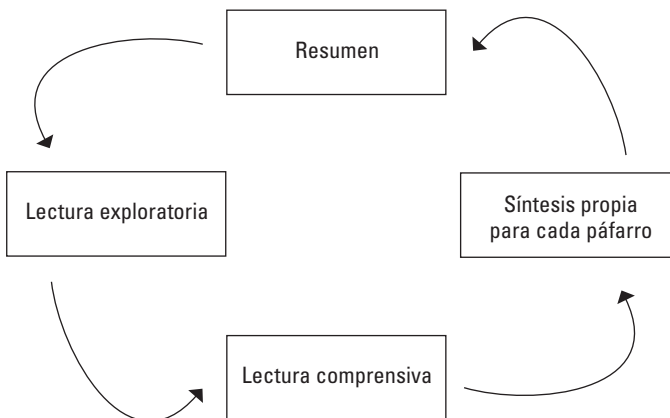 Resumen
Lectura exploratoria
Síntesis propia
para cada páfarro
Lectura comprensiva